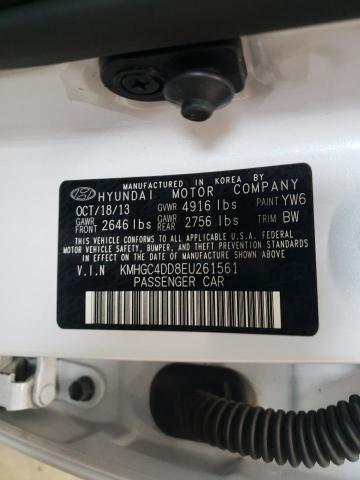 MANUFACTURED IN KOREA BY
HYUNDAI MOTOR COMPANY
OCT/18/13 GVWR 4916 lbs PAINT YW6
GAWR FRONT 2646 lbs GAWR REAR 2756 lbs TRIM BW
THIS VEHICLE CONFORMS TO ALL APPLICABLE U.S. FEDERAL
MOTOR VEHICLE SAFETY, BUMPER, AND THEFT PREVENTION
STANDARDS IN EFFECT ON THE DATE OF MANUFACTURE SHOWN ABOVE.
V.I.N KMHGC4DD8EU261561
PASSENGER CAR